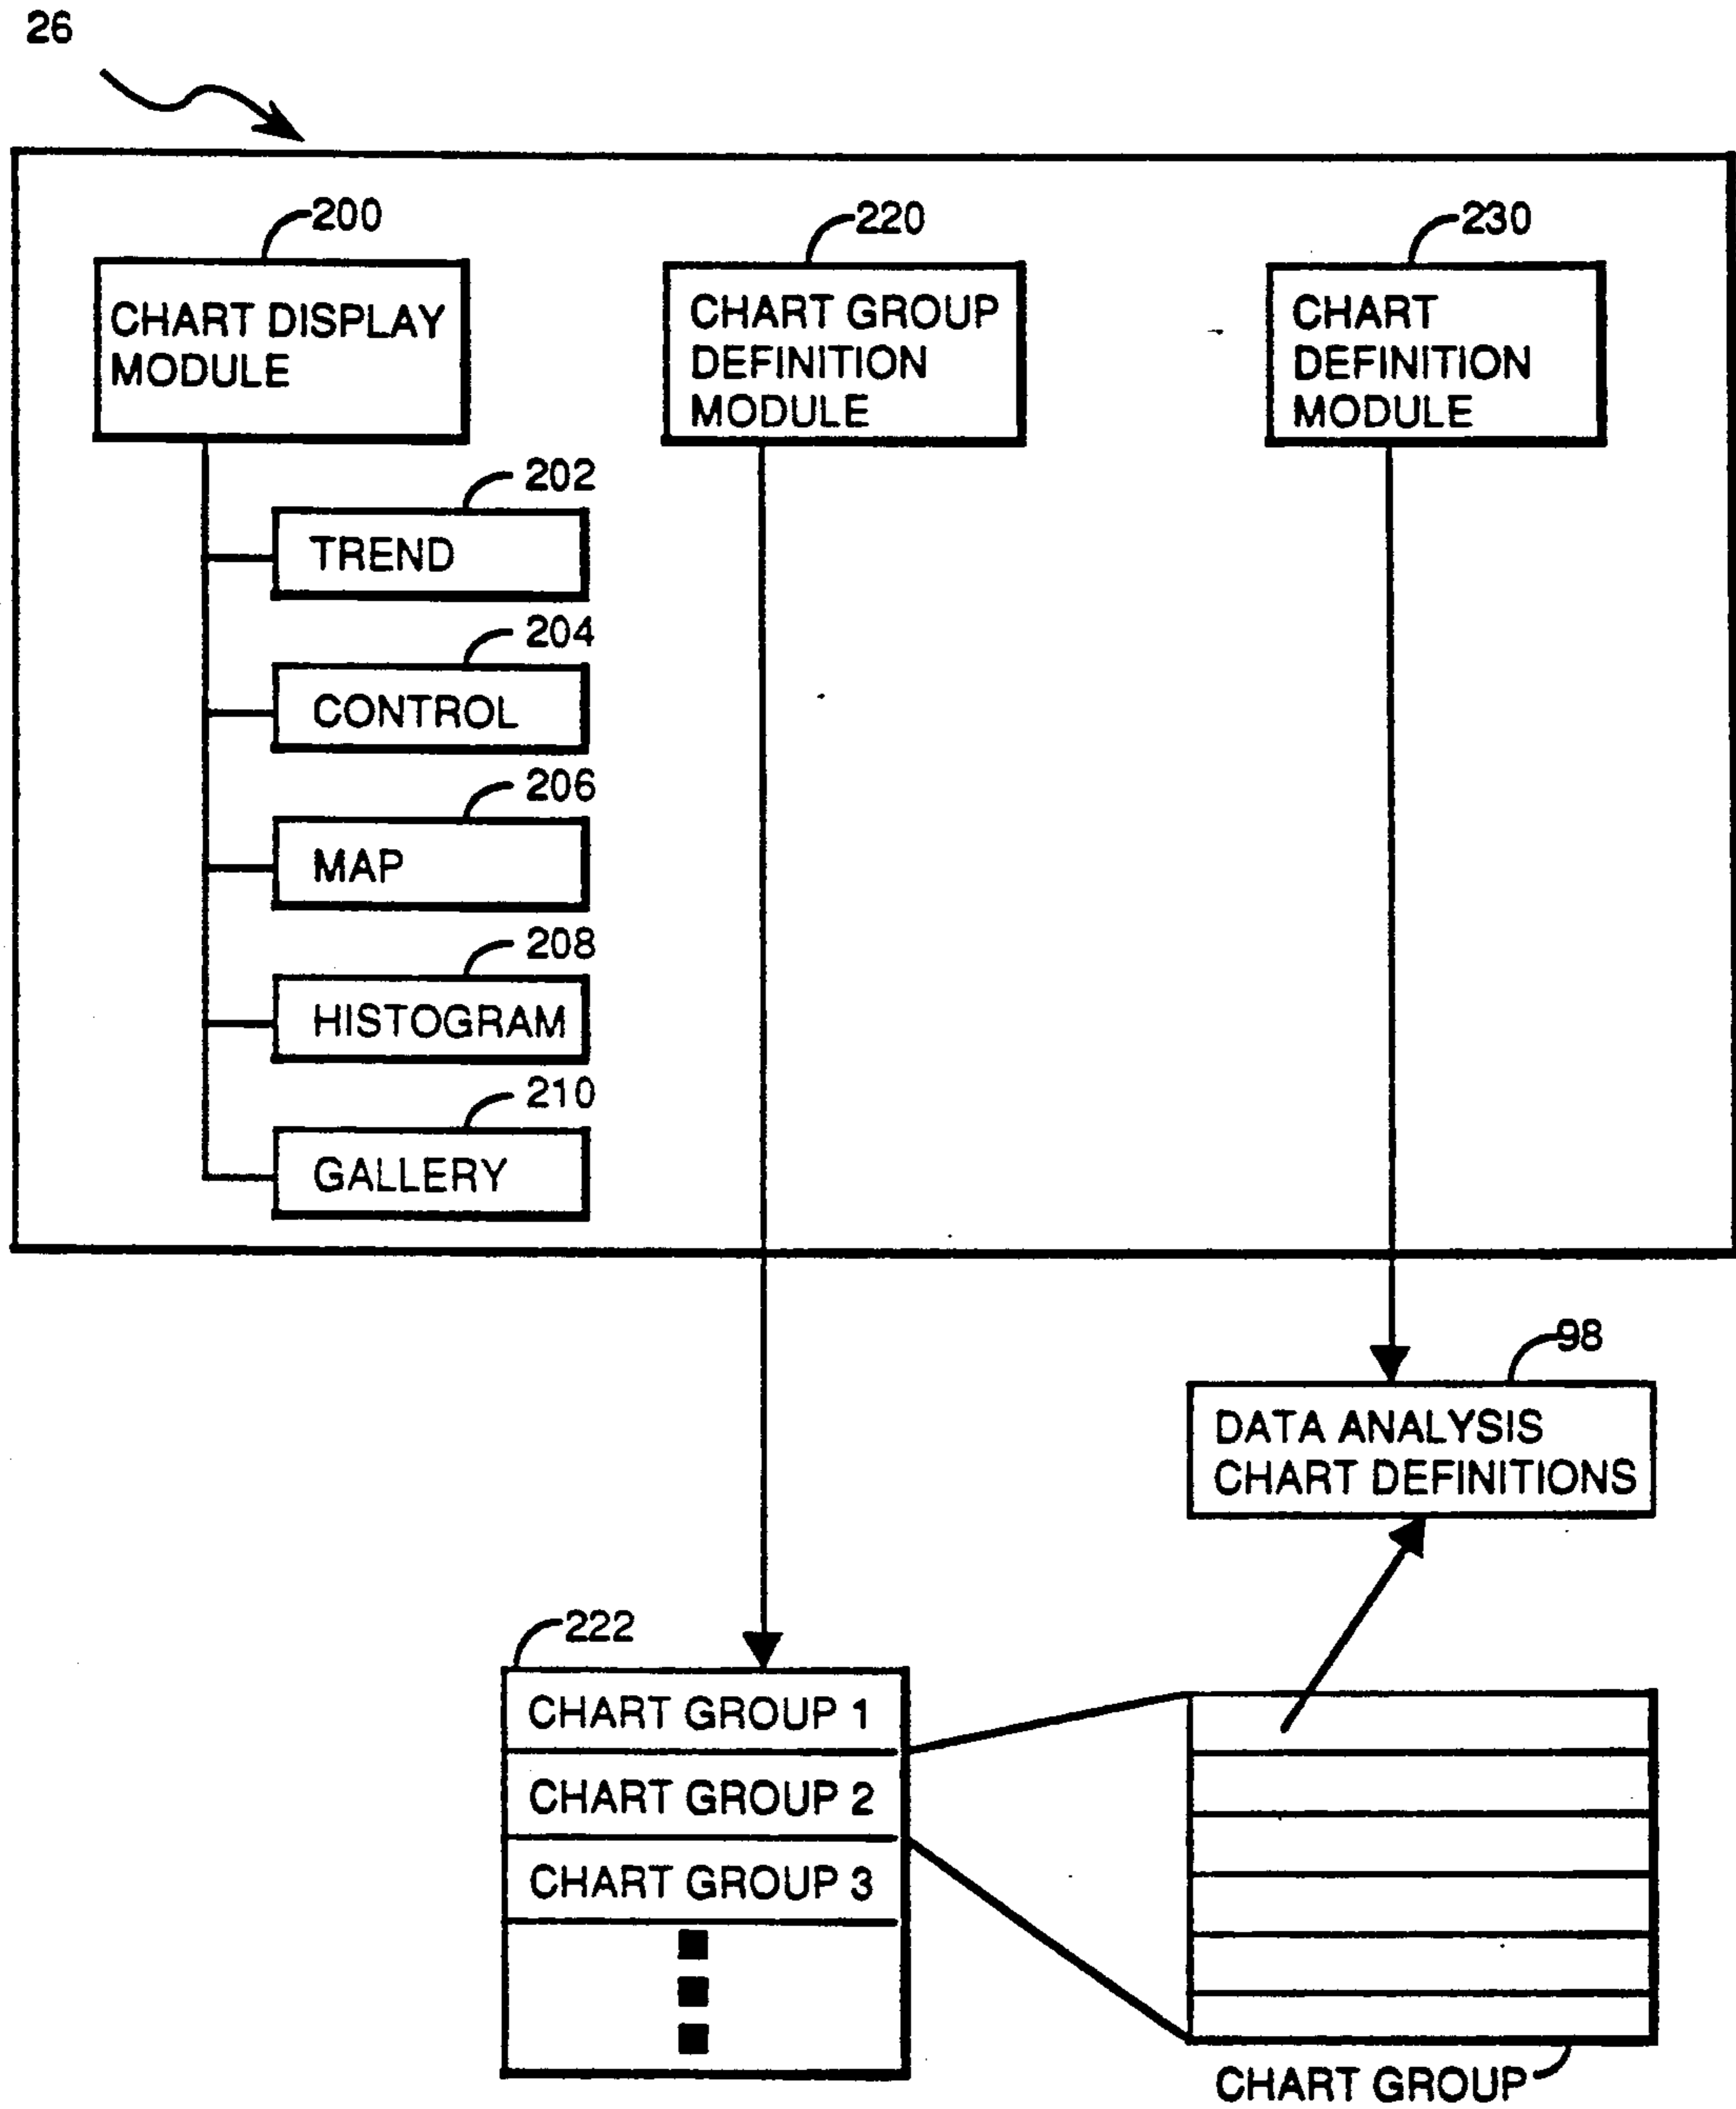 26
200
220
230
CHART DISPLAY
MODULE
CHART GROUP
DEFINITION
MODULE
CHART
DEFINITION
MODULE
202
TREND
204
CONTROL
206
MAP
208
HISTOGRAM
210
GALLERY
98
DATA ANALYSIS
CHART DEFINITIONS
222
CHART GROUP 1
CHART GROUP 2
CHART GROUP 3
CHART GROUP